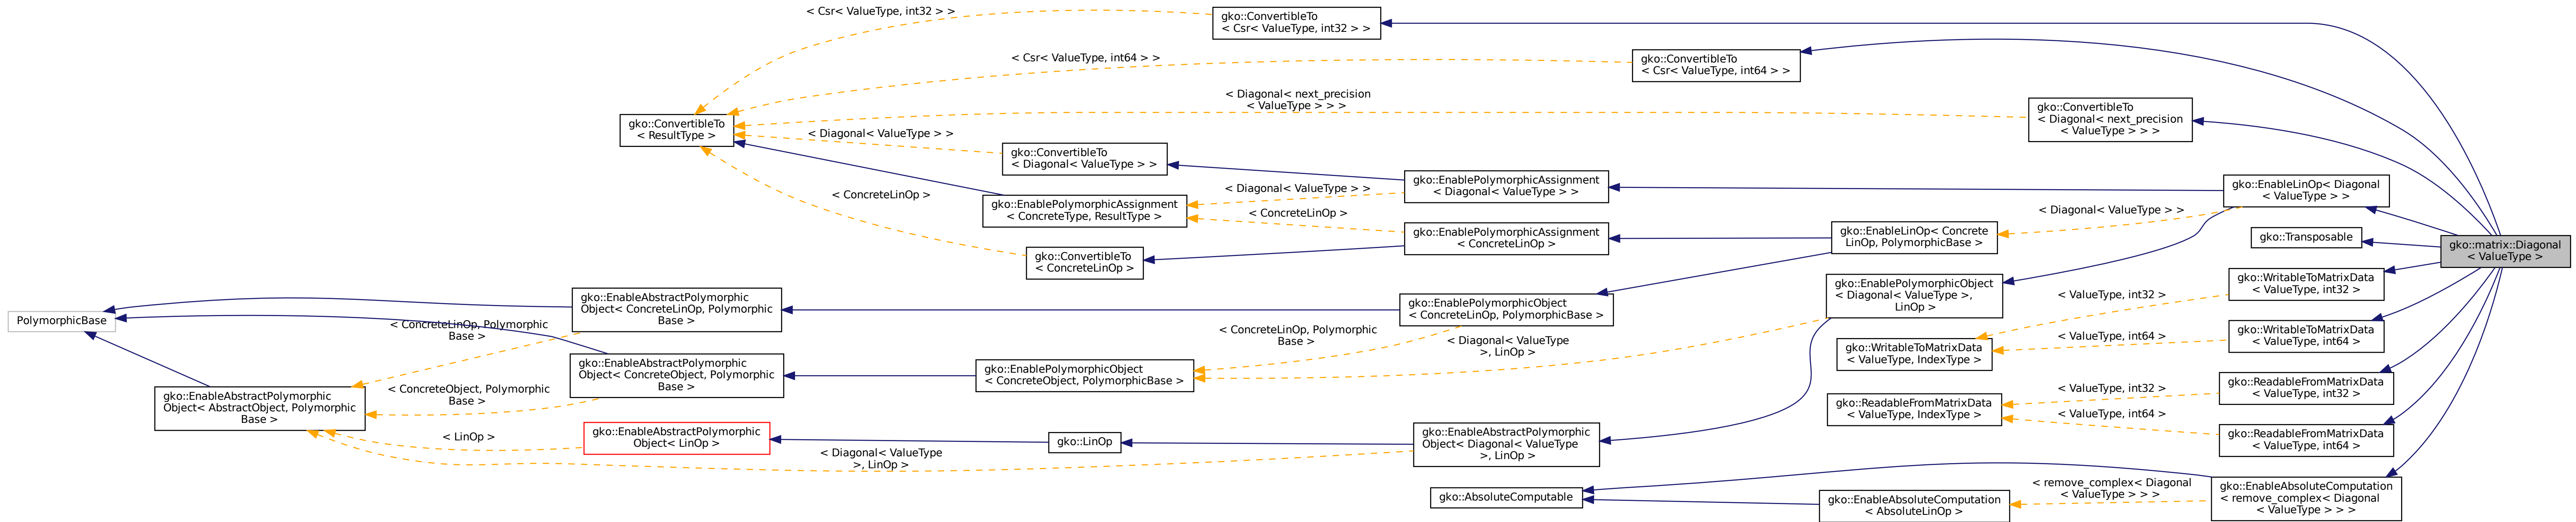 < Csr< ValueType, int32 > >
gko::ConvertibleTo
< Csr< ValueType, int32 > >
< Csr< ValueType, int64 > >
gko::ConvertibleTo
< Csr< ValueType, int64 > >
< Diagonal< next_precision
< ValueType > > >
gko::ConvertibleTo
< Diagonal< next_precision
< ValueType > > >
gko::ConvertibleTo
< ResultType >
< Diagonal< ValueType > >
gko::ConvertibleTo
< Diagonal< ValueType > >
gko::EnablePolymorphicAssignment
< Diagonal< ValueType > >
gko::EnableLinOp< Diagonal
< ValueType > >
< ConcreteLinOp >
gko::EnablePolymorphicAssignment
< ConcreteType, ResultType >
< Diagonal< ValueType > >
< ConcreteLinOp >
< Diagonal< ValueType > >
gko::EnablePolymorphicAssignment
< ConcreteLinOp >
gko::EnableLinOp< Concrete
LinOp, PolymorphicBase >
gko::Transposable
gko::matrix::Diagonal
< ValueType >
gko::ConvertibleTo
< ConcreteLinOp >
gko::EnablePolymorphicObject
< Diagonal< ValueType >,
LinOp >
gko::WritableToMatrixData
< ValueType, int32 >
< ValueType, int32 >
PolymorphicBase
gko::EnableAbstractPolymorphic
Object< ConcreteLinOp, Polymorphic
Base >
gko::EnablePolymorphicObject
< ConcreteLinOp, PolymorphicBase >
< ConcreteLinOp, Polymorphic
Base >
< ConcreteLinOp, Polymorphic
Base >
< Diagonal< ValueType
>, LinOp >
gko::WritableToMatrixData
< ValueType, IndexType >
< ValueType, int64 >
gko::WritableToMatrixData
< ValueType, int64 >
gko::EnableAbstractPolymorphic
Object< ConcreteObject, Polymorphic
Base >
gko::EnablePolymorphicObject
< ConcreteObject, PolymorphicBase >
gko::EnableAbstractPolymorphic
Object< AbstractObject, Polymorphic
Base >
< ConcreteObject, Polymorphic
Base >
gko::ReadableFromMatrixData
< ValueType, IndexType >
< ValueType, int32 >
gko::ReadableFromMatrixData
< ValueType, int32 >
< ValueType, int64 >
gko::ReadableFromMatrixData
< ValueType, int64 >
< LinOp >
gko::EnableAbstractPolymorphic
Object< LinOp >
gko::LinOp
gko::EnableAbstractPolymorphic
Object< Diagonal< ValueType
>, LinOp >
< Diagonal< ValueType
>, LinOp >
gko::AbsoluteComputable
gko::EnableAbsoluteComputation
< AbsoluteLinOp >
< remove_complex< Diagonal
< ValueType > > >
gko::EnableAbsoluteComputation
< remove_complex< Diagonal
< ValueType > > >